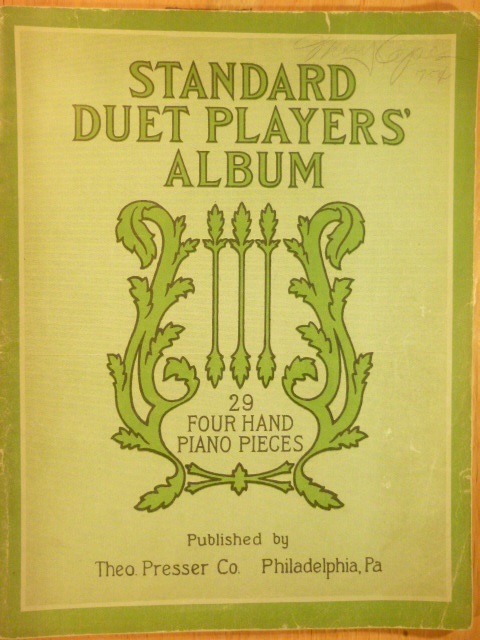 STANDARD
DUET PLAYERS'
ALBUM
29
FOUR HAND
PIANO PIECES
Published by
Theo. Presser Co. Philadelphia, Pa